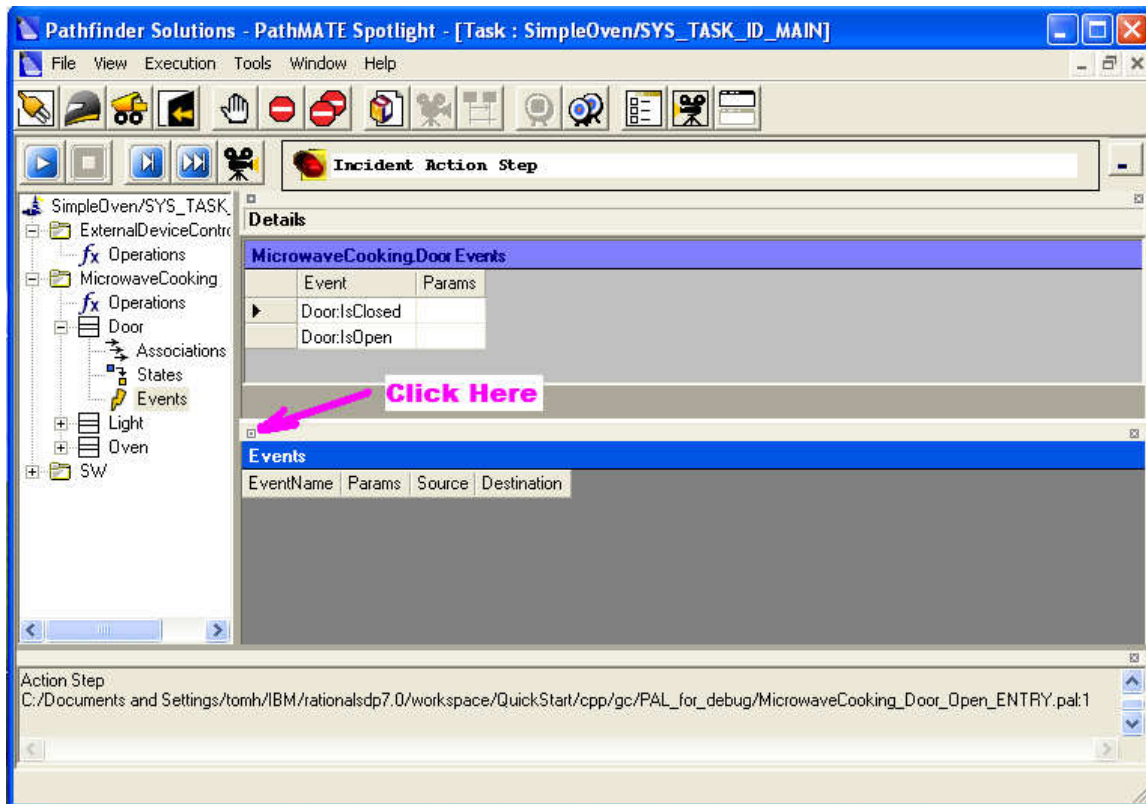 Pathfinder Solutions - PathMATE Spotlight - [Task : SimpleOven/SYS_TASK_ID_MAIN]
File View Execution Tools Window Help
Incident Action Step
SimpleOven/SYS_TASK_
ExternalDeviceContro
Operations
MicrowaveCooking
Operations
Door
Associations
States
Events
Light
Oven
SW
Details
MicrowaveCooking.Door Events
Event Params
Door:IsClosed
Door:IsOpen
Click Here
Events
EventName Params Source Destination
Action Step
C:/Documents and Settings/tomh/IBM/rationalsdp7.0/workspace/QuickStart/cpp/gc/PAL_for_debug/MicrowaveCooking_Door_Open_ENTRY.pal:1